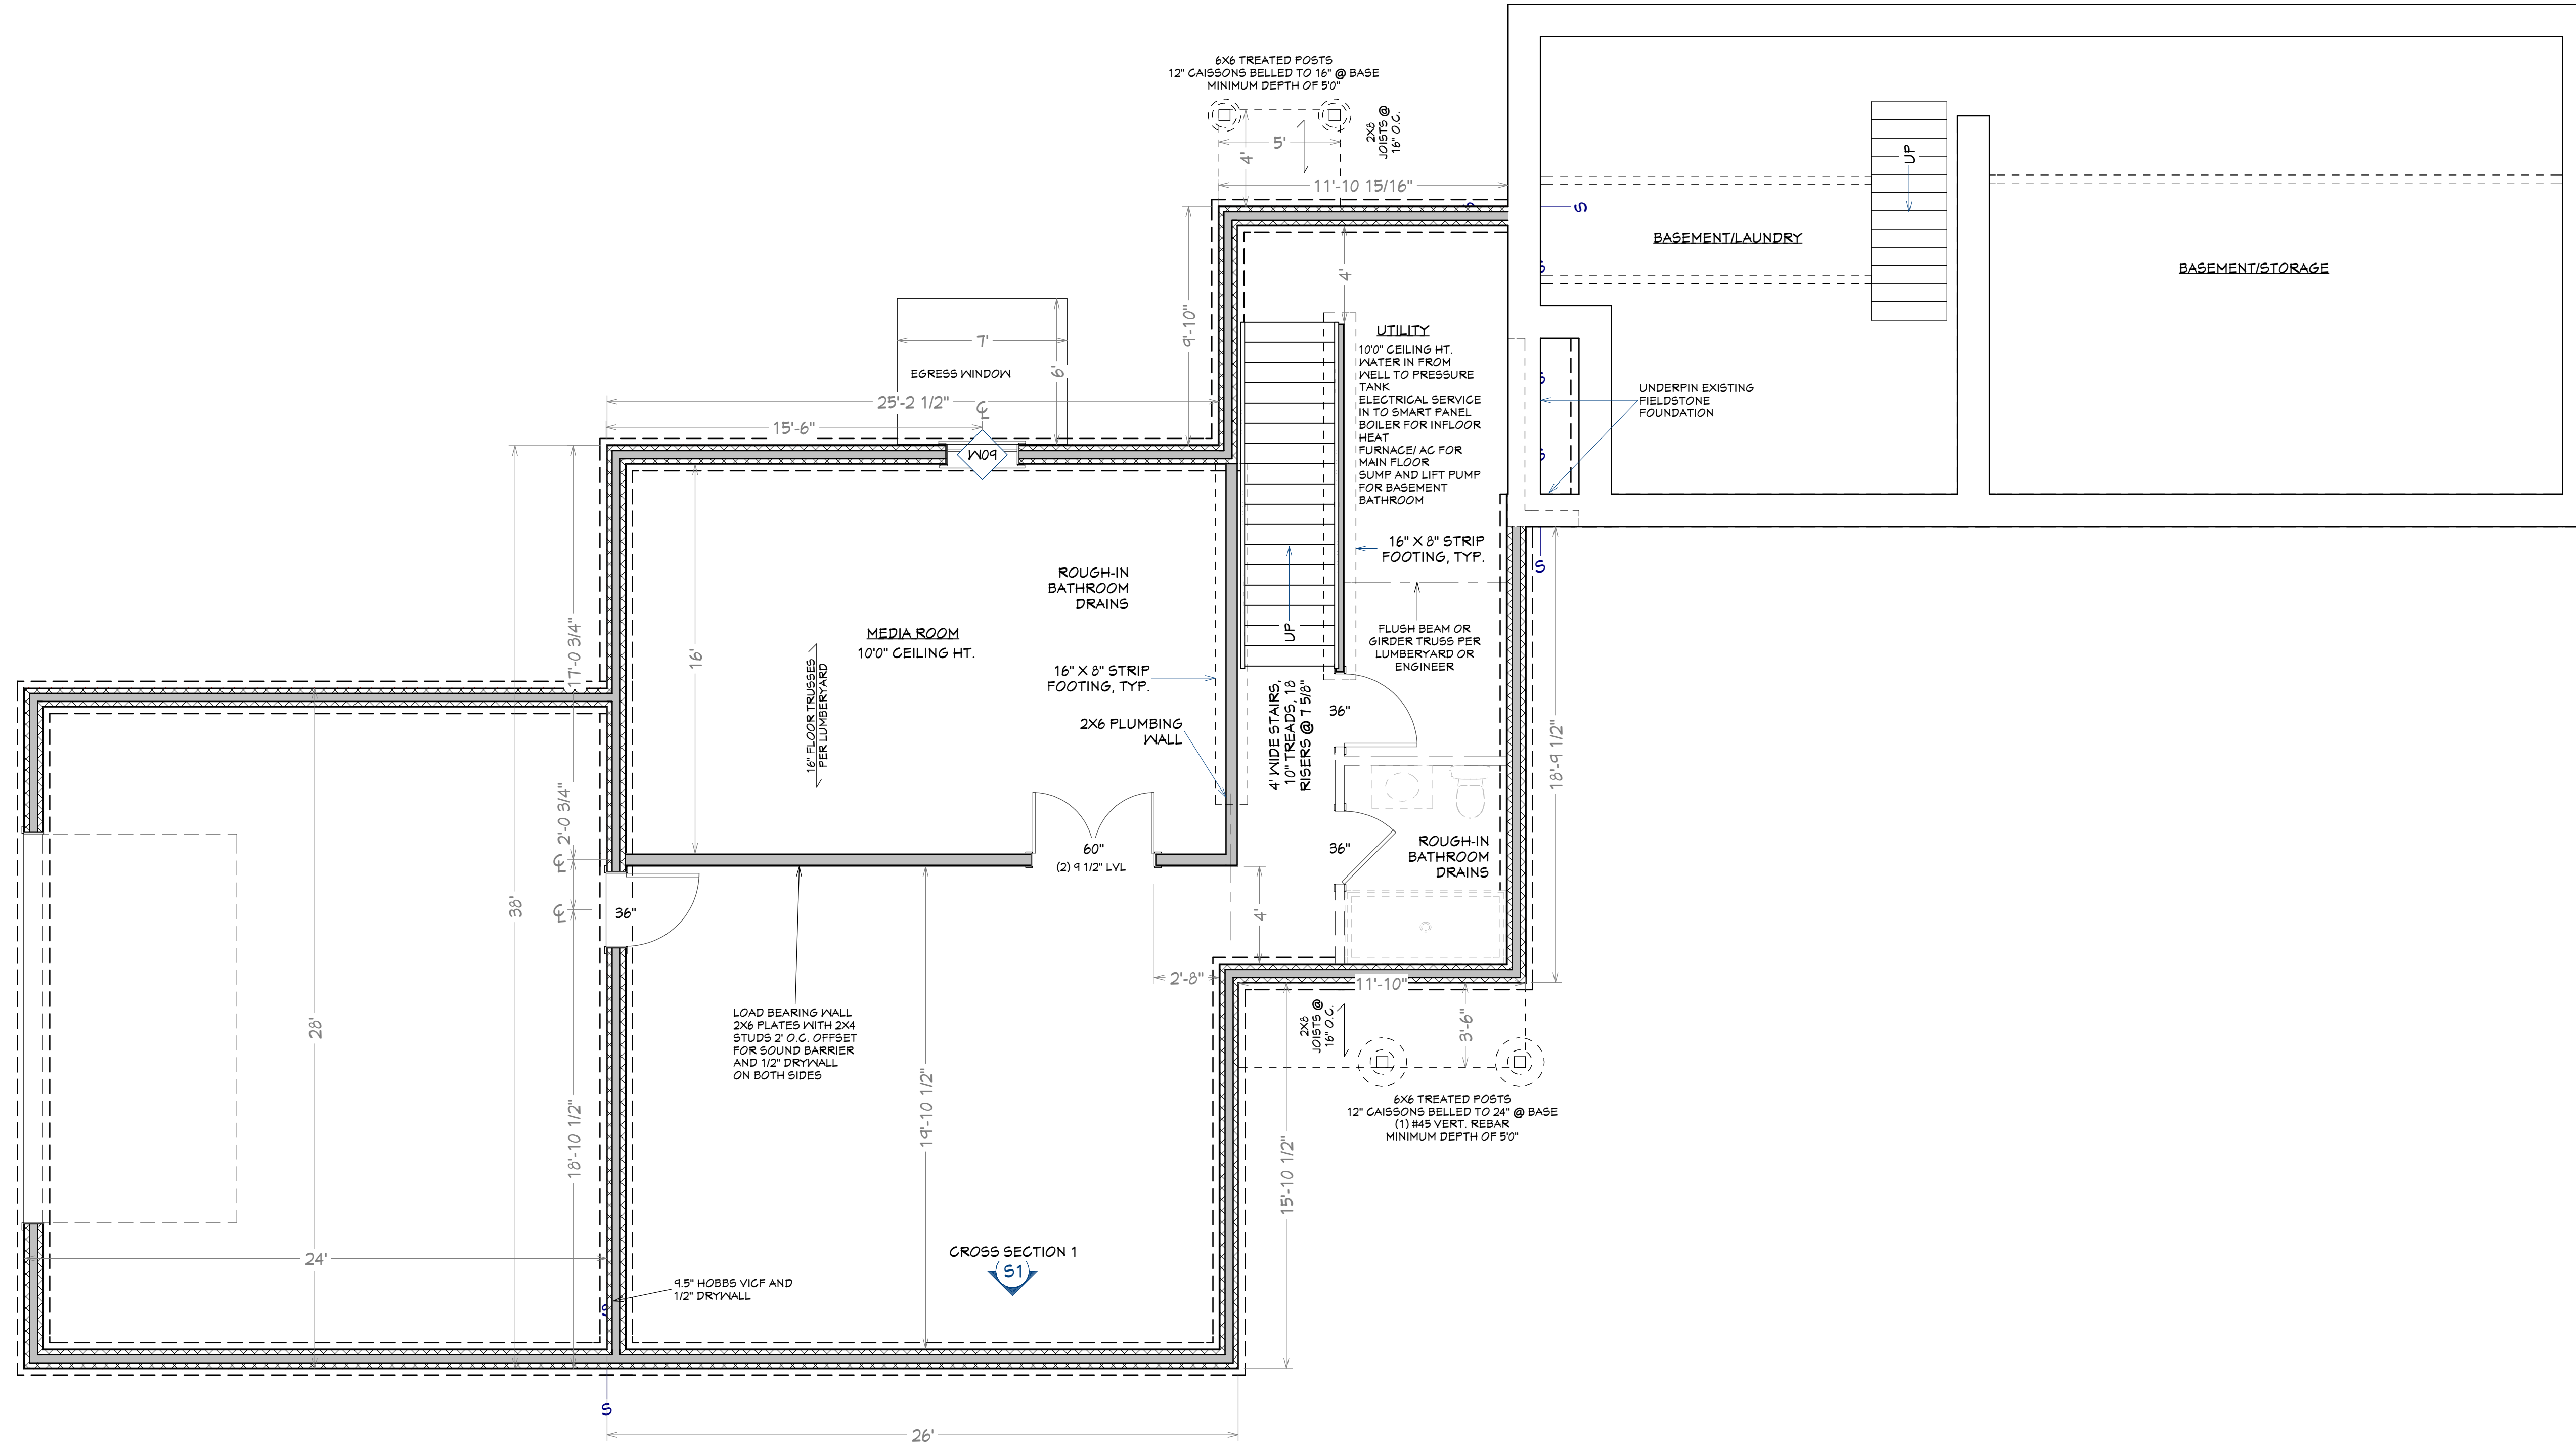 6X6 TREATED POSTS
12" CAISSONS BELLED TO 16" @ BASE
MINIMUM DEPTH OF 5'0"
2X8
JOISTS @
16" O.C.
5'
4'
11'-10 15/16"
S
S
UP
BASEMENT/LAUNDRY
BASEMENT/STORAGE
S
4'
9'-10"
7'
6'
EGRESS WINDOW
25'-2 1/2"
15'-6"
W09
UTILITY
10'0" CEILING HT.
WATER IN FROM
WELL TO PRESSURE
TANK
ELECTRICAL SERVICE
IN TO SMART PANEL
BOILER FOR INFLOOR
HEAT
FURNACE/ AC FOR
MAIN FLOOR
SUMP AND LIFT PUMP
FOR BASEMENT
BATHROOM
S
S
UNDERPIN EXISTING
FIELDSTONE
FOUNDATION
16" X 8" STRIP
FOOTING, TYP.
S
ROUGH-IN
BATHROOM
DRAINS
MEDIA ROOM
10'0" CEILING HT.
17'-0 3/4"
16'
16" FLOOR TRUSSES
PER LUMBERYARD
UP
FLUSH BEAM OR
GIRDER TRUSS PER
LUMBERYARD OR
ENGINEER
16" X 8" STRIP
FOOTING, TYP.
2X6 PLUMBING
WALL
4' WIDE STAIRS,
10" TREADS, 18
RISERS @ 7 5/8"
36"
18'-9 1/2"
2'-0 3/4"
60"
(2) 9 1/2" LVL
36"
ROUGH-IN
BATHROOM
DRAINS
38'
36"
4'
2'-8"
11'-10"
28'
LOAD BEARING WALL
2X6 PLATES WITH 2X4
STUDS 2' O.C. OFFSET
FOR SOUND BARRIER
AND 1/2" DRYWALL
ON BOTH SIDES
2X8
JOISTS @
16" O.C.
3'-6"
18'-10 1/2"
19'-10 1/2"
15'-10 1/2"
6X6 TREATED POSTS
12" CAISSONS BELLED TO 24" @ BASE
(1) #45 VERT. REBAR
MINIMUM DEPTH OF 5'0"
24'
CROSS SECTION 1
S1
9.5" HOBBS VICF AND
1/2" DRYWALL
S
S
26'